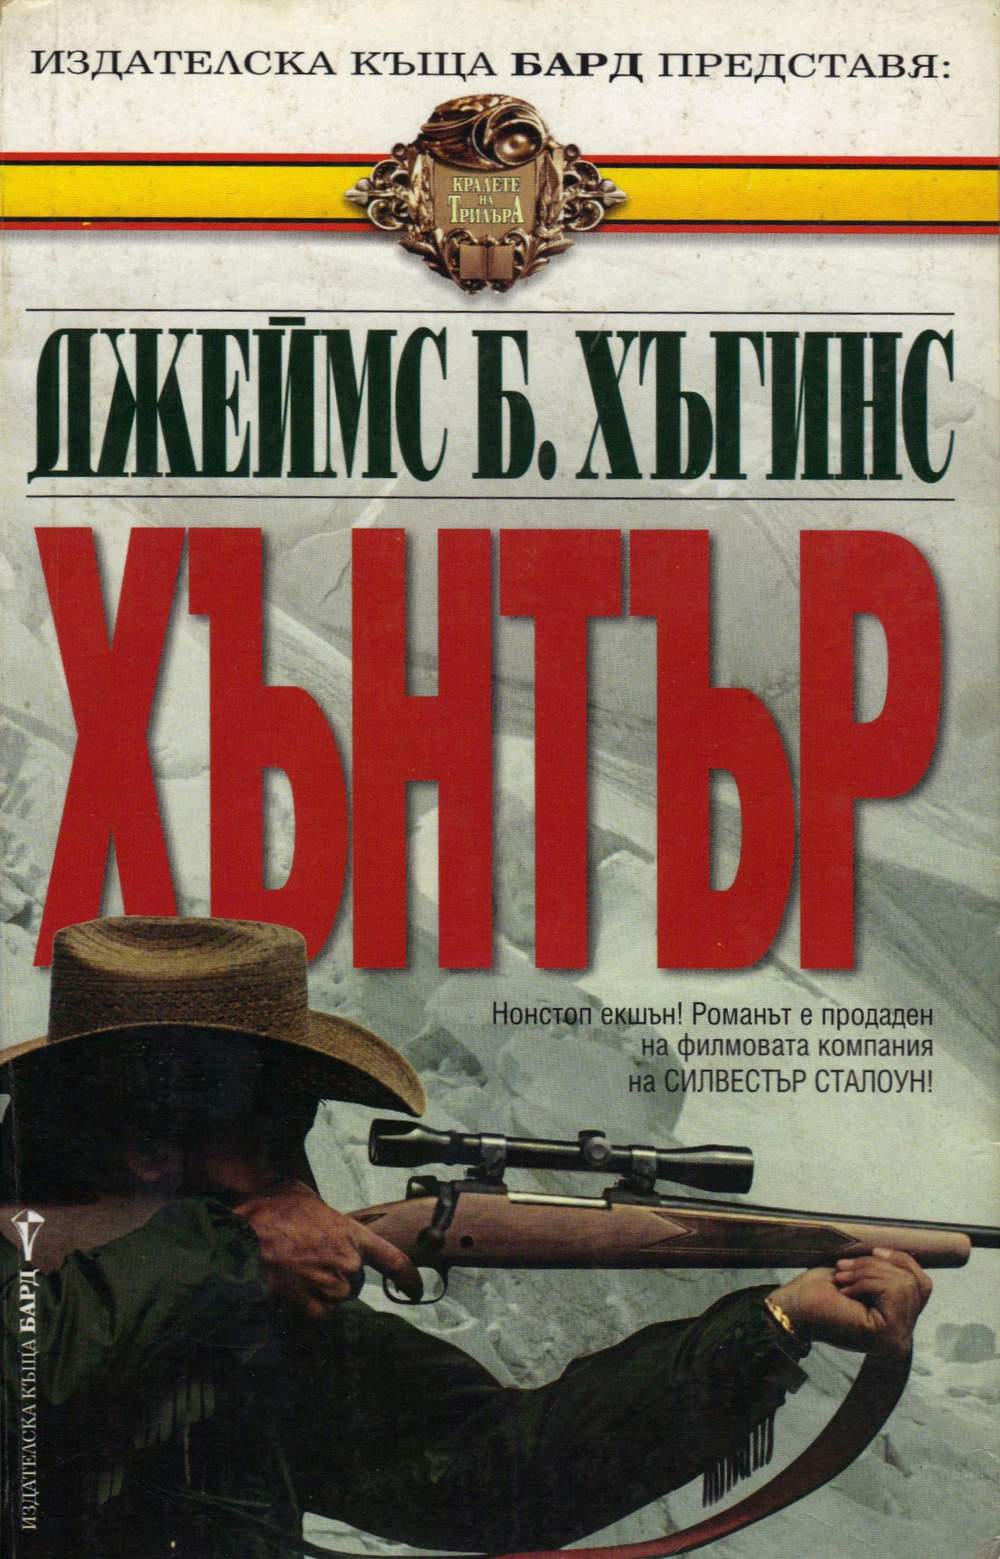 ИЗДАТЕЛСКА КЪЩА БАРД ПРЕДСТАВЯ:
КРАЛЕТЕ
НА
ТРИЛЪРА
ДЖЕЙМС Б. ХЪГИНС
ХЪНТЪР
Нонстоп екшън! Романът е продаден
на филмовата компания
на СИЛВЕСТЪР СТАЛОУН!
ИЗДАТЕЛСКА КЪЩА БАРД